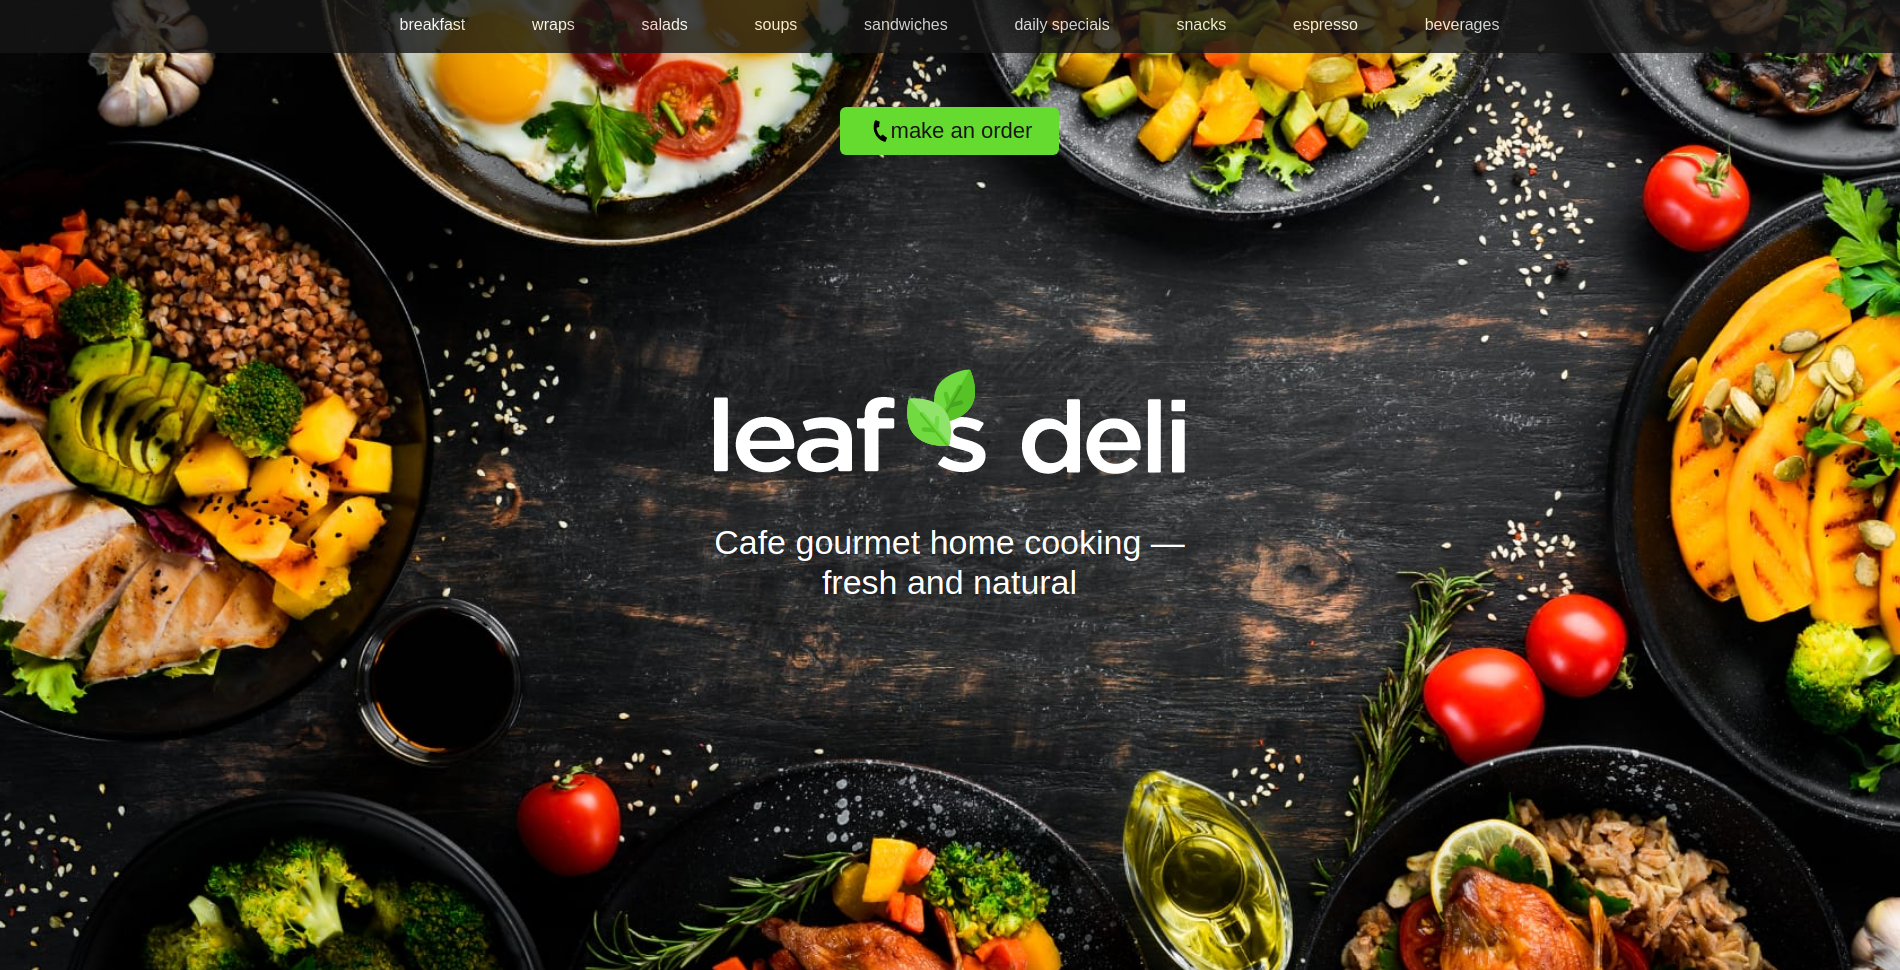 breakfast wraps salads soups sandwiches daily specials snacks espresso beverages
make an order
leaf's deli
Cafe gourmet home cooking —
fresh and natural